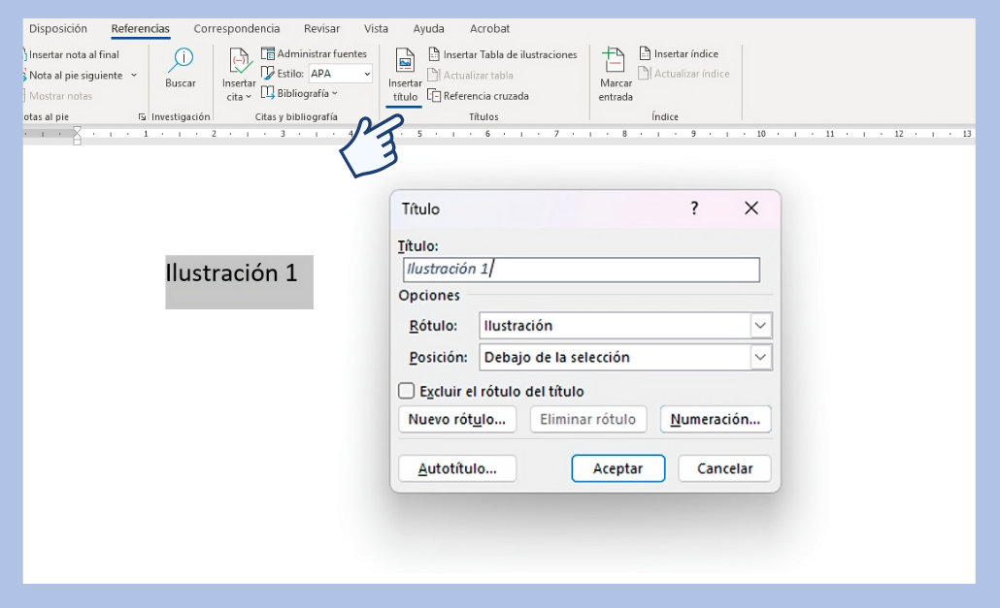 Disposición Referencias Correspondencia Revisar Vista Ayuda Acrobat
Insertar nota al final
Nota al pie siguiente
Mostrar notas
otas al pie
Buscar
Investigación
Insertar
cita
Administrar fuentes
Estilo: APA
Bibliografía
Citas y bibliografía
Insertar
título
Insertar Tabla de ilustraciones
Actualizar tabla
Referencia cruzada
Títulos
Marcar
entrada
Insertar índice
Actualizar índice
Índice
1 2 3 4 5 6 7 8 9 10 11 12 13
Ilustración 1
Título ?
Título:
Ilustración 1
Opciones
Rótulo: Ilustración
Posición: Debajo de la selección
Excluir el rótulo del título
Nuevo rótulo... Eliminar rótulo Numeración...
Autotítulo... Aceptar Cancelar